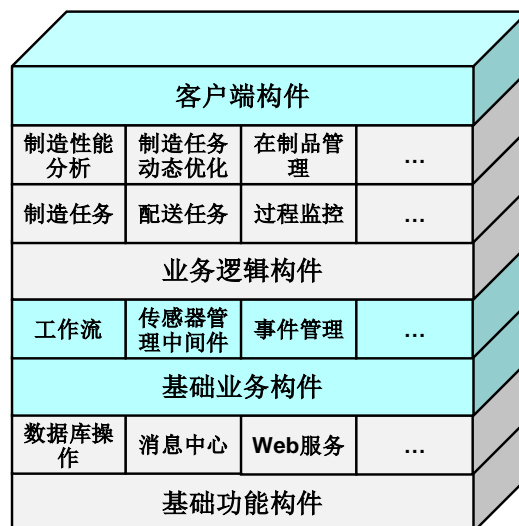 客户端构件
制造性能
分析
制造任务
动态优化
在制品管
理
…
制造任务
配送任务
过程监控
…
业务逻辑构件
工作流
传感器管
理中间件
事件管理
…
基础业务构件
数据库操
作
消息中心
Web服务
…
基础功能构件